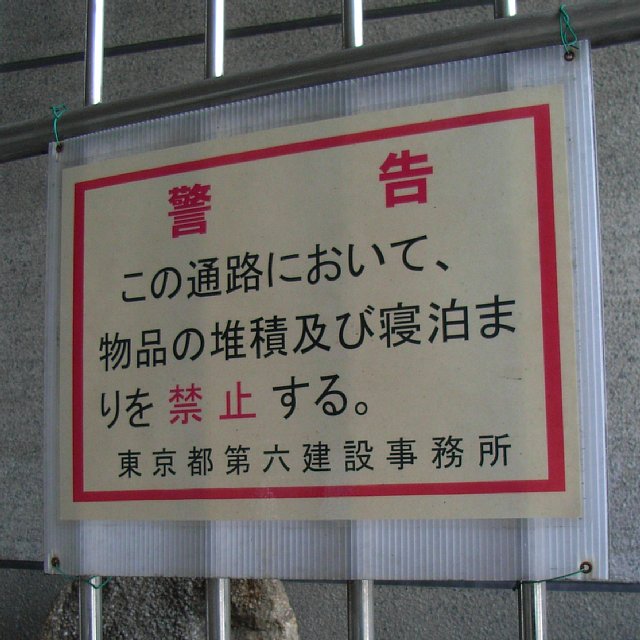 警告
この通路において、
物品の堆積及び寝泊ま
りを禁止する。
東京都第六建設事務所